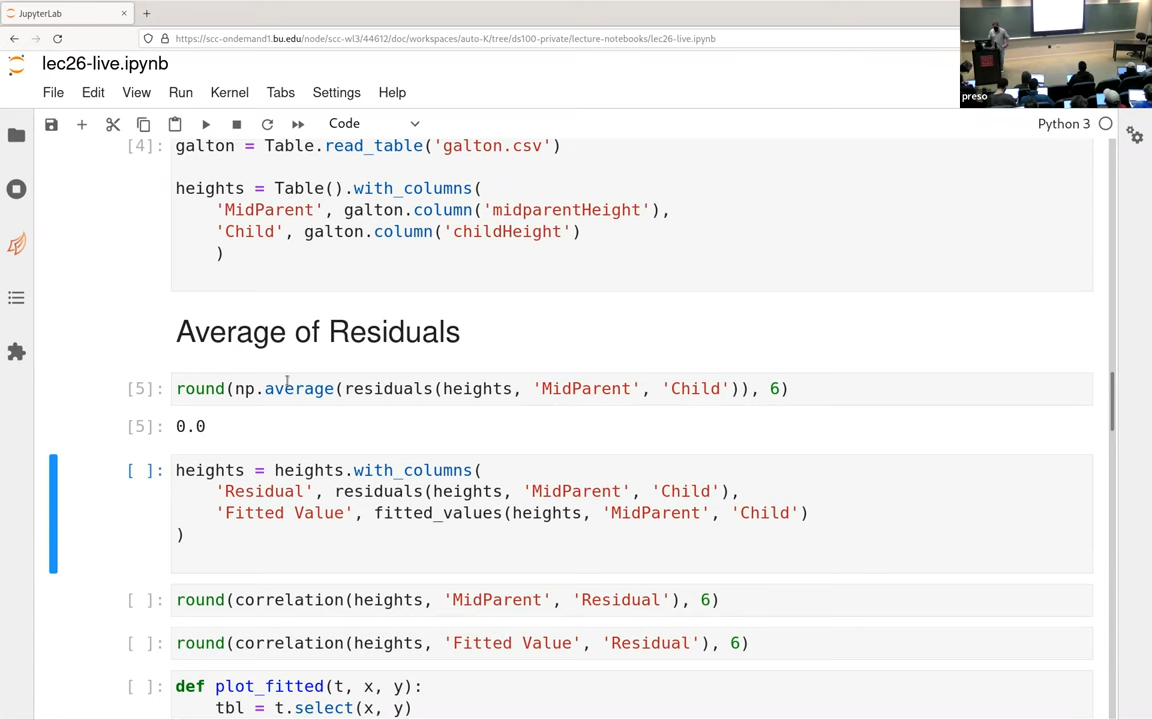 JupyterLab
https://scc-ondemand1.bu.edu/node/scc-wl3/44612/doc/workspaces/auto-K/tree/ds100-private/lecture-notebooks/lec26-live.ipynb
preso
lec26-live.ipynb
File Edit View Run Kernel Tabs Settings Help
Code
Python 3
[4]: galton = Table.read_table('galton.csv')
heights = Table().with_columns(
'MidParent', galton.column('midparentHeight'),
'Child', galton.column('childHeight')
)
Average of Residuals
[5]: round(np.average(residuals(heights, 'MidParent', 'Child')), 6)
[5]: 0.0
[ ]: heights = heights.with_columns(
'Residual', residuals(heights, 'MidParent', 'Child'),
'Fitted Value', fitted_values(heights, 'MidParent', 'Child')
)
[ ]: round(correlation(heights, 'MidParent', 'Residual'), 6)
[ ]: round(correlation(heights, 'Fitted Value', 'Residual'), 6)
[ ]: def plot_fitted(t, x, y):
tbl = t.select(x, y)